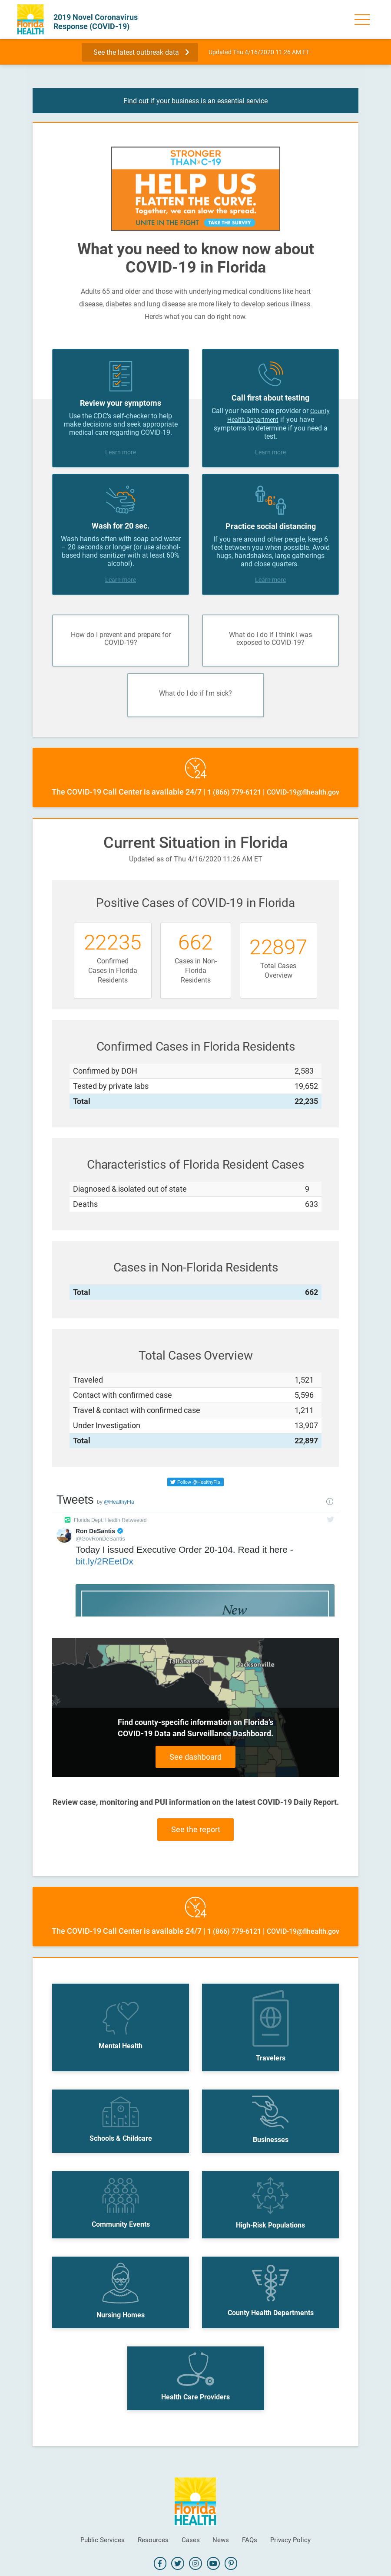 Florida
HEALTH
2019 Novel Coronavirus
Response (COVID-19)
See the latest outbreak data
Updated Thu 4/16/2020 11:26 AM ET
Find out if your business is an essential service
STRONGER
THAN C-19
HELP US
FLATTEN THE CURVE.
Together, we can slow the spread.
UNITE IN THE FIGHT TAKE THE SURVEY
What you need to know now about
COVID-19 in Florida
Adults 65 and older and those with underlying medical conditions like heart
disease, diabetes and lung disease are more likely to develop serious illness.
Here's what you can do right now.
Review your symptoms
Use the CDC's self-checker to help
make decisions and seek appropriate
medical care regarding COVID-19.
Learn more
Call first about testing
Call your health care provider or County
Health Department if you have
symptoms to determine if you need a
test.
Learn more
Wash for 20 sec.
Wash hands often with soap and water
– 20 seconds or longer (or use alcohol-
based hand sanitizer with at least 60%
alcohol).
Learn more
6'
Practice social distancing
If you are around other people, keep 6
feet between you when possible. Avoid
hugs, handshakes, large gatherings
and close quarters.
Learn more
How do I prevent and prepare for
COVID-19?
What do I do if I think I was
exposed to COVID-19?
What do I do if I'm sick?
24
The COVID-19 Call Center is available 24/7 | 1 (866) 779-6121 | COVID-19@flhealth.gov
Current Situation in Florida
Updated as of Thu 4/16/2020 11:26 AM ET
Positive Cases of COVID-19 in Florida
22235
Confirmed
Cases in Florida
Residents
662
Cases in Non-
Florida
Residents
22897
Total Cases
Overview
Confirmed Cases in Florida Residents
Confirmed by DOH 2,583
Tested by private labs 19,652
Total 22,235
Characteristics of Florida Resident Cases
Diagnosed & isolated out of state 9
Deaths 633
Cases in Non-Florida Residents
Total 662
Total Cases Overview
Traveled 1,521
Contact with confirmed case 5,596
Travel & contact with confirmed case 1,211
Under Investigation 13,907
Total 22,897
Follow @HealthyFla
Tweets by @HealthyFla
Florida Dept. Health Retweeted
Ron DeSantis
@GovRonDeSantis
Today I issued Executive Order 20-104. Read it here -
bit.ly/2REetDx
New
Tallahassee
Jacksonville
Find county-specific information on Florida's
COVID-19 Data and Surveillance Dashboard.
See dashboard
Review case, monitoring and PUI information on the latest COVID-19 Daily Report.
See the report
24
The COVID-19 Call Center is available 24/7 | 1 (866) 779-6121 | COVID-19@flhealth.gov
Mental Health
Travelers
Schools & Childcare
Businesses
Community Events
High-Risk Populations
Nursing Homes
County Health Departments
Health Care Providers
Florida
HEALTH
Public Services Resources Cases News FAQs Privacy Policy